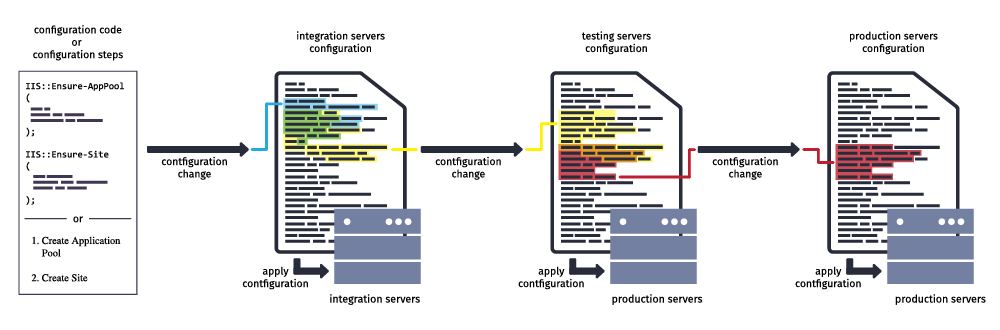 configuration code
or
configuration steps
IIS::Ensure-AppPool
(
);
IIS::Ensure-Site
(
);
or
1. Create Application
Pool
2. Create Site
configuration
change
integration servers
configuration
apply
configuration
integration servers
configuration
change
testing servers
configuration
apply
configuration
production servers
configuration
change
production servers
configuration
apply
configuration
production servers